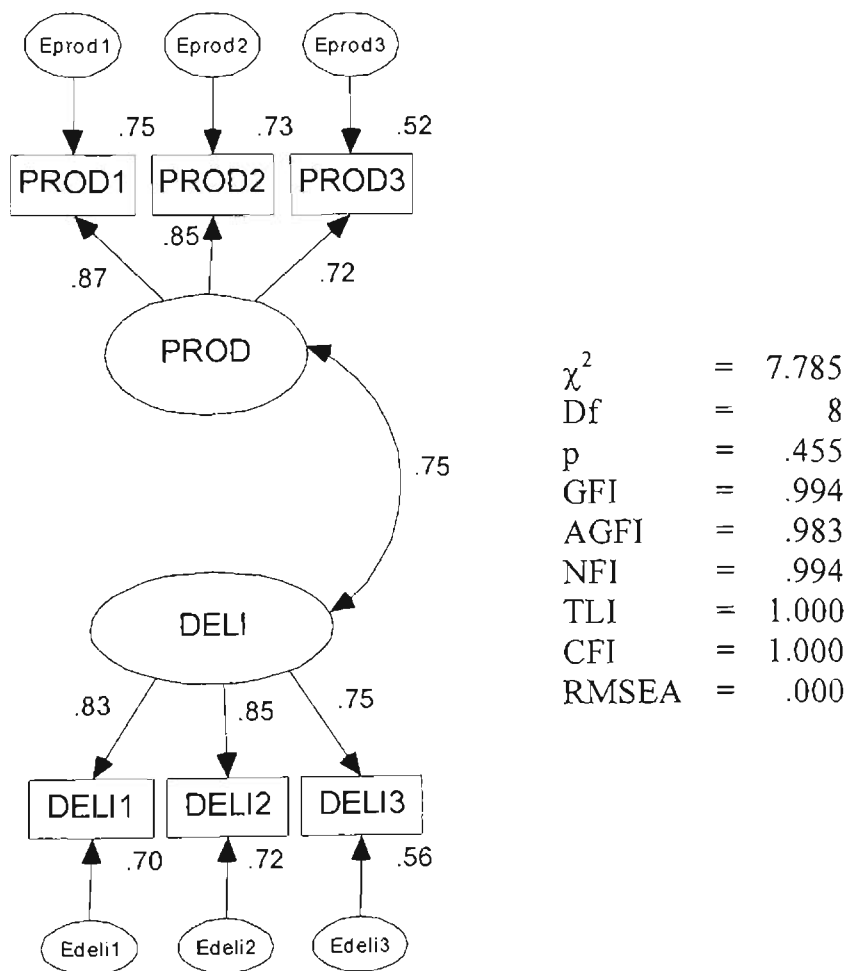 Eprod1 Eprod2 Eprod3
.75 .73 .52
PROD1 PROD2 PROD3
.87 .85 .72
PROD
.75
DELI
.83 .85 .75
DELI1 DELI2 DELI3
.70 .72 .56
Edeli1 Edeli2 Edeli3
χ² = 7.785
Df = 8
p = .455
GFI = .994
AGFI = .983
NFI = .994
TLI = 1.000
CFI = 1.000
RMSEA = .000